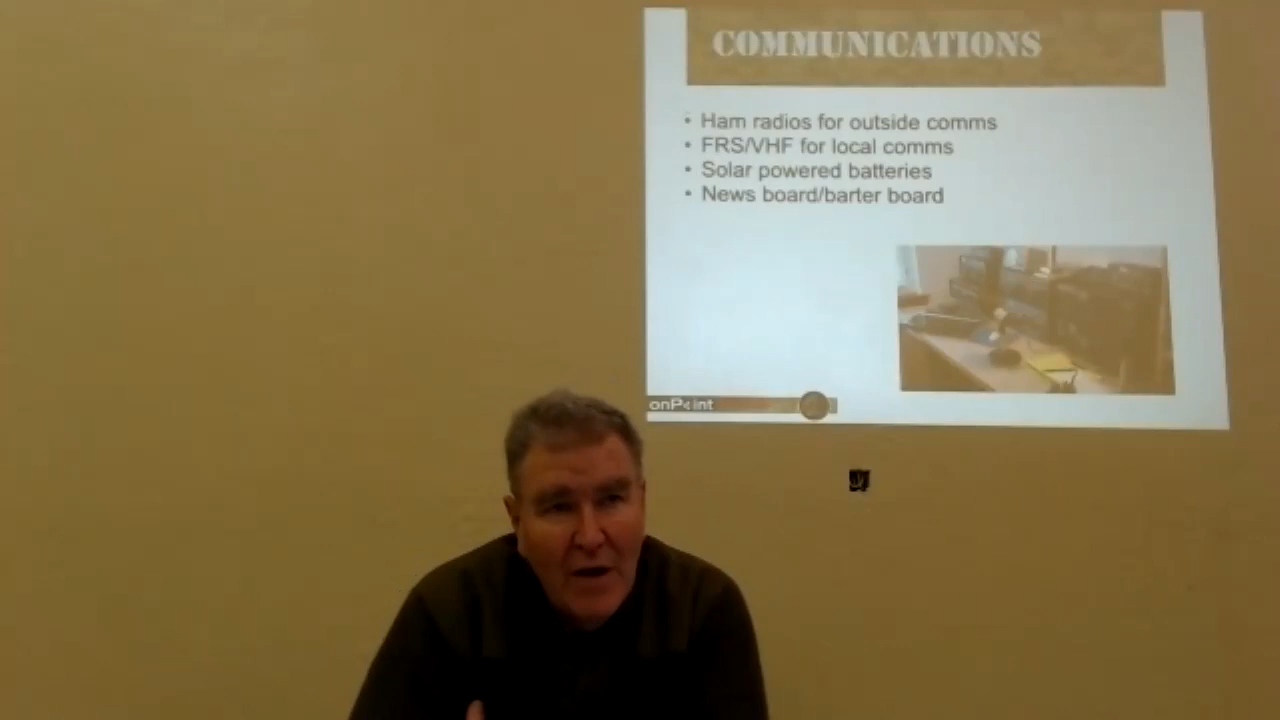 COMMUNICATIONS
• Ham radios for outside comms
• FRS/VHF for local comms
• Solar powered batteries
• News board/barter board